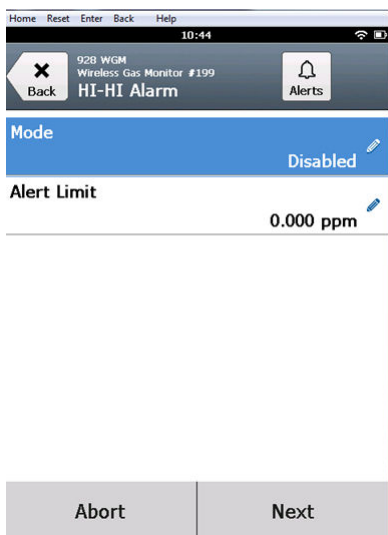 Home Reset Enter Back Help
10:44
928 WGM
Wireless Gas Monitor #199
HI-HI Alarm
Back
Alerts
Mode
Disabled
Alert Limit
0.000 ppm
Abort Next